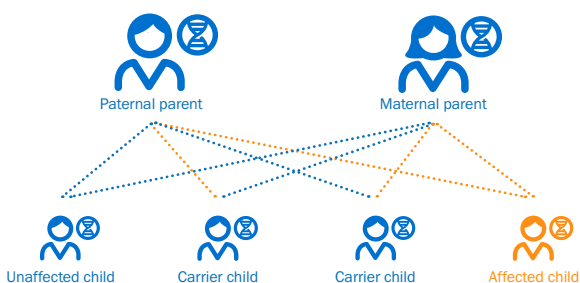 Paternal parent
Maternal parent
Unaffected child
Carrier child
Carrier child
Affected child